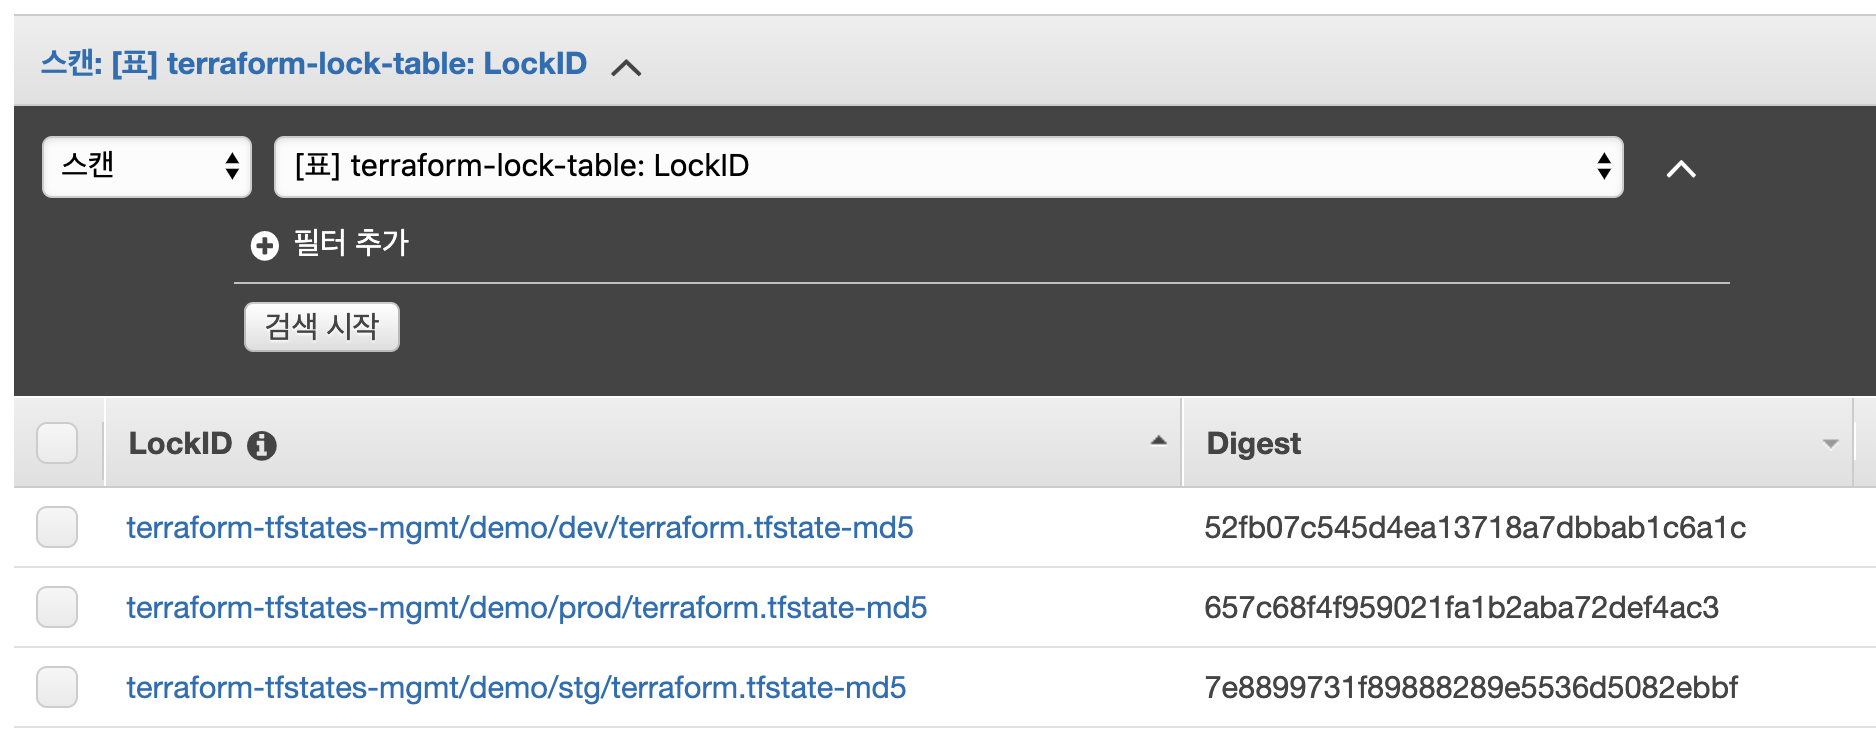 스캔: [표] terraform-lock-table: LockID
스캔 [표] terraform-lock-table: LockID
필터 추가
검색 시작
LockID Digest
terraform-tfstates-mgmt/demo/dev/terraform.tfstate-md5 52fb07c545d4ea13718a7dbbab1c6a1c
terraform-tfstates-mgmt/demo/prod/terraform.tfstate-md5 657c68f4f959021fa1b2aba72def4ac3
terraform-tfstates-mgmt/demo/stg/terraform.tfstate-md5 7e8899731f89888289e5536d5082ebbf